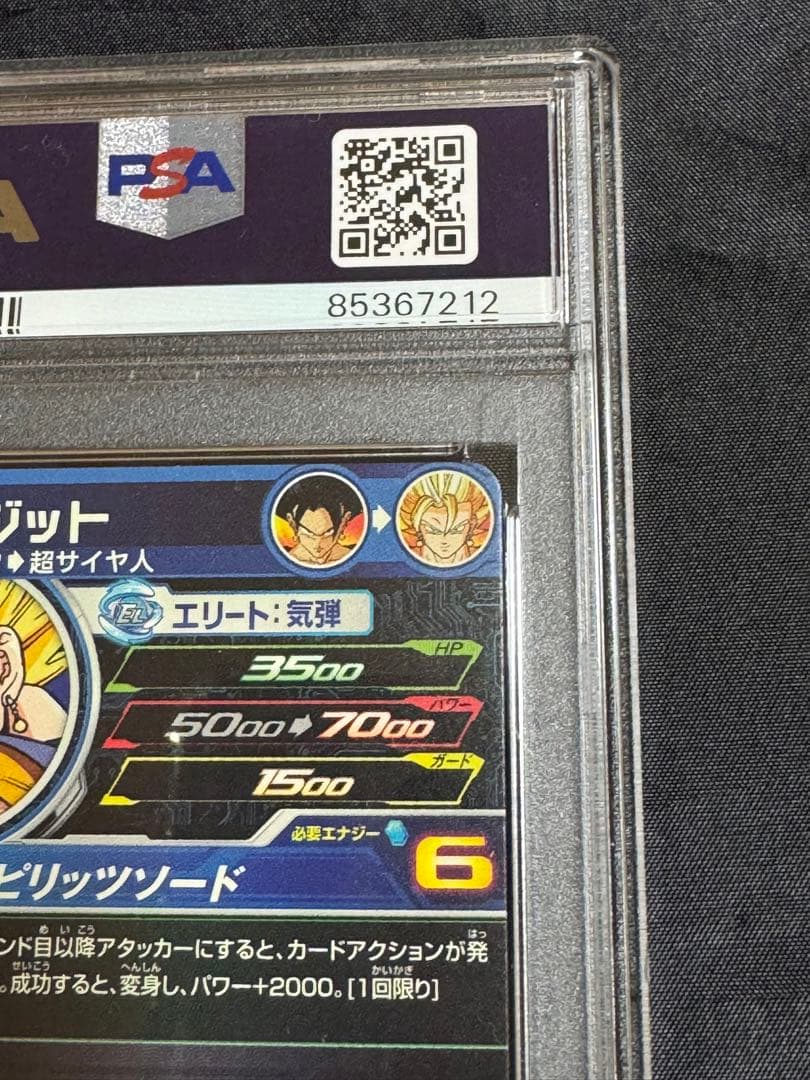 A
PSA
85367212
ジット
➡超サイヤ人
EL エリート:気弾
HP
3500
パワー
5000➡7000
ガード
1500
必要エナジー
6
ピリッツソード
ンド目以降アタッカーにすると、カードアクションが発
。成功すると、変身し、パワー+2000。[1回限り]